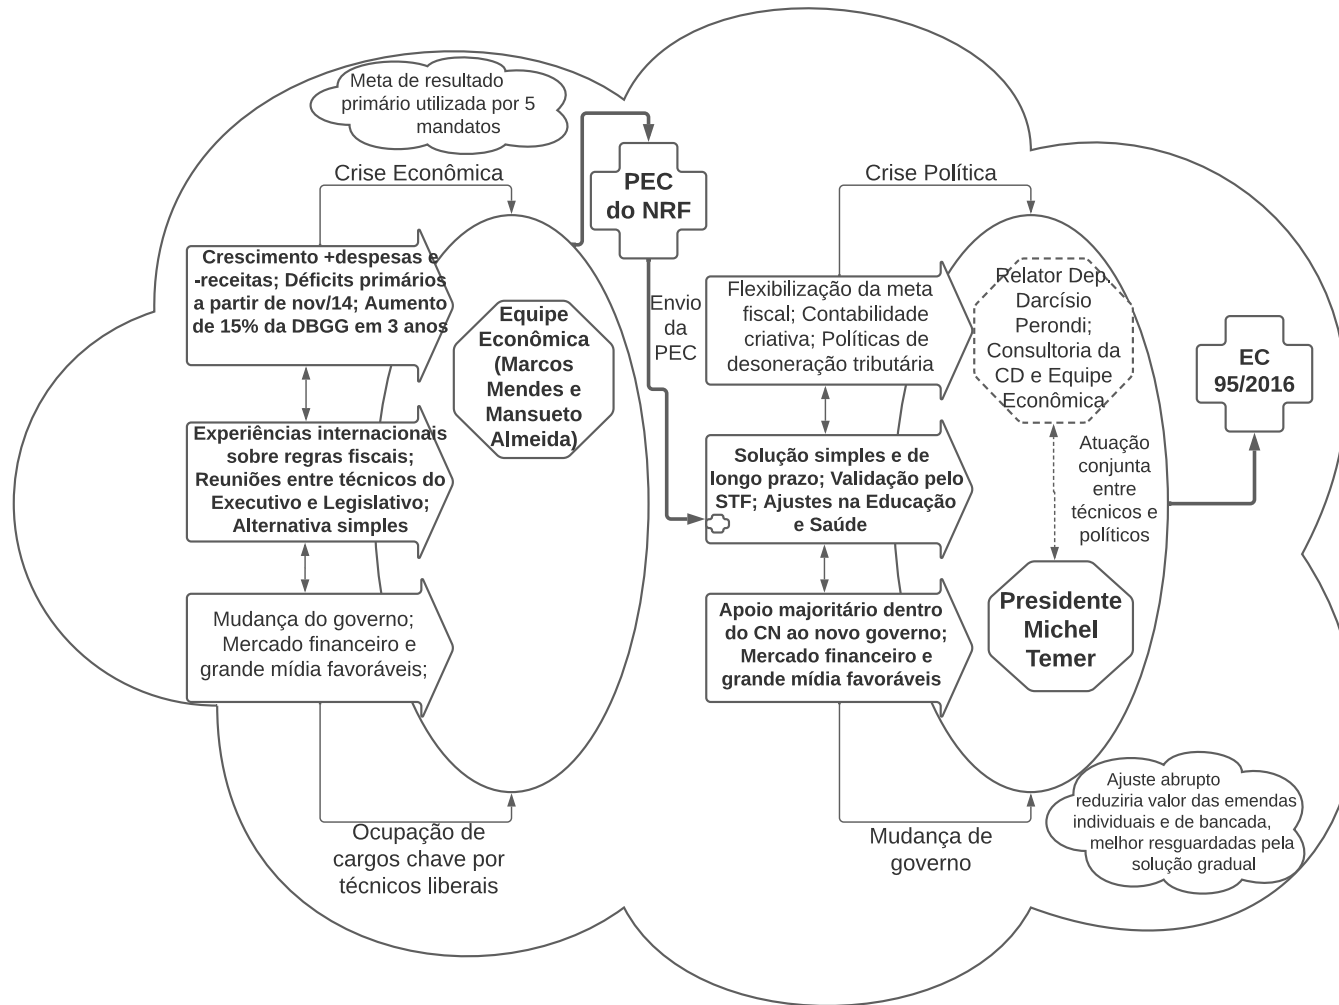 Meta de resultado
primário utilizada por 5
mandatos
Crise Econômica
PEC
do NRF
Crescimento +despesas e
-receitas; Déficits primários
a partir de nov/14; Aumento
de 15% da DBGG em 3 anos
Equipe
Econômica
(Marcos
Mendes e
Mansueto
Almeida)
Experiências internacionais
sobre regras fiscais;
Reuniões entre técnicos do
Executivo e Legislativo;
Alternativa simples
Mudança do governo;
Mercado financeiro e
grande mídia favoráveis;
Ocupação de
cargos chave por
técnicos liberais
Envio
da
PEC
Crise Política
Flexibilização da meta
fiscal; Contabilidade
criativa; Políticas de
desoneração tributária
Relator Dep.
Darcísio
Perondi;
Consultoria da
CD e Equipe
Econômica
Solução simples e de
longo prazo; Validação pelo
STF; Ajustes na Educação
e Saúde
Atuação
conjunta
entre
técnicos e
políticos
Apoio majoritário dentro
do CN ao novo governo;
Mercado financeiro e
grande mídia favoráveis
Presidente
Michel
Temer
Mudança de
governo
EC
95/2016
Ajuste abrupto
reduziria valor das emendas
individuais e de bancada,
melhor resguardadas pela
solução gradual